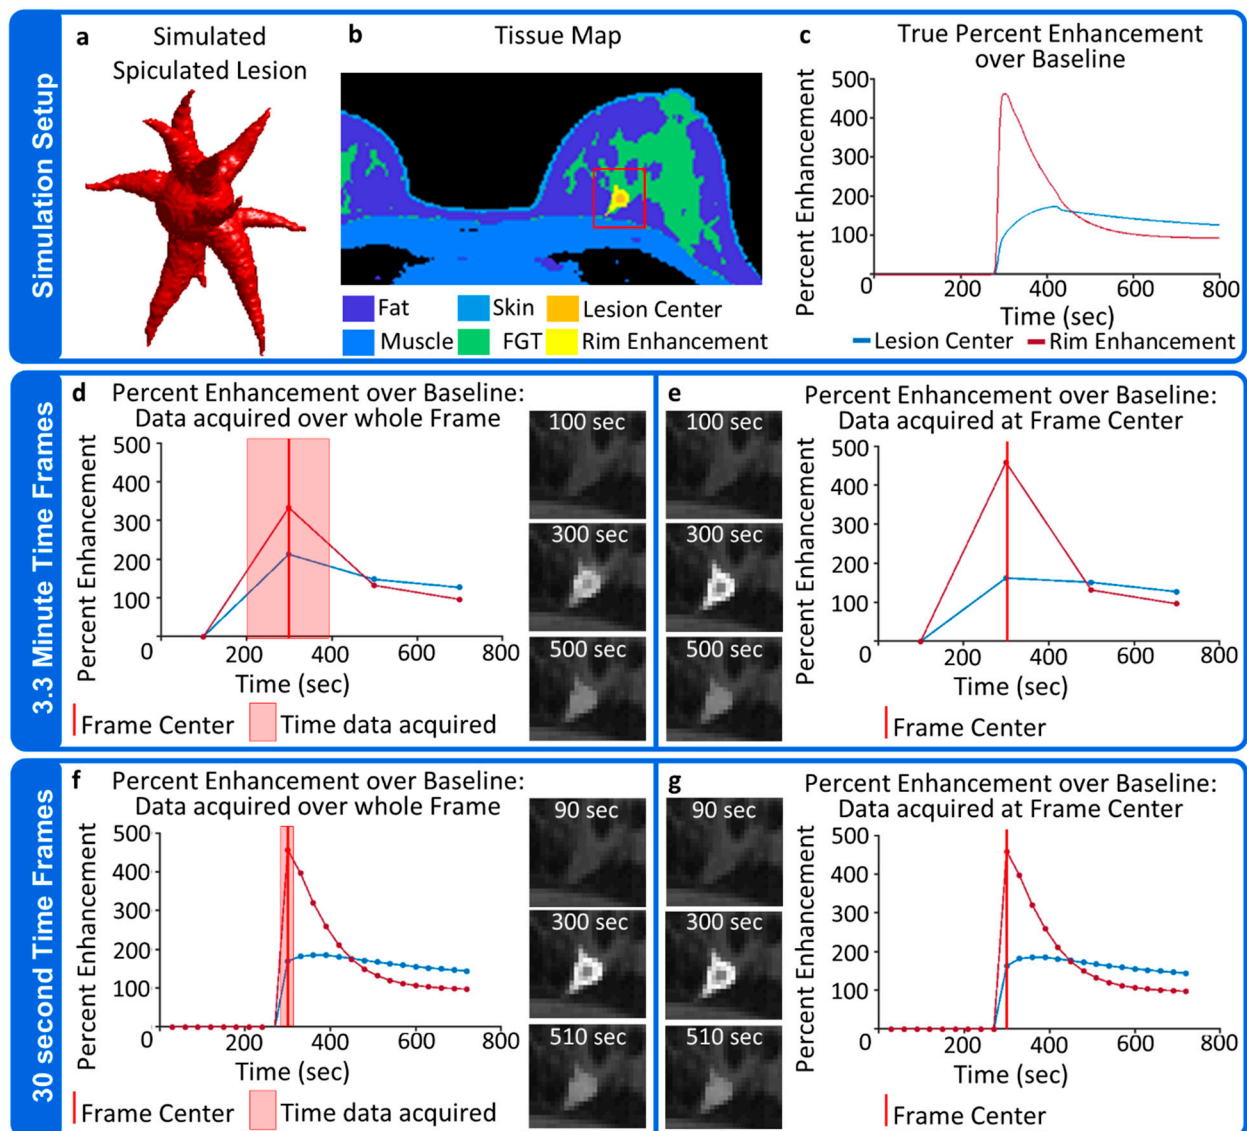 Simulation Setup
a Simulated
Spiculated Lesion
b Tissue Map
Fat Skin Lesion Center
Muscle FGT Rim Enhancement
c True Percent Enhancement
over Baseline
Percent Enhancement
500
400
300
200
100
0 200 400 600 800
Time (sec)
Lesion Center Rim Enhancement
3.3 Minute Time Frames
d Percent Enhancement over Baseline:
Data acquired over whole Frame
Percent Enhancement
500
400
300
200
100
0 200 400 600 800
Time (sec)
Frame Center Time data acquired
100 sec
300 sec
500 sec
e Percent Enhancement over Baseline:
Data acquired at Frame Center
100 sec
300 sec
500 sec
Percent Enhancement
500
400
300
200
100
0 200 400 600 800
Time (sec)
Frame Center
30 second Time Frames
f Percent Enhancement over Baseline:
Data acquired over whole Frame
Percent Enhancement
500
400
300
200
100
0 200 400 600 800
Time (sec)
Frame Center Time data acquired
90 sec
300 sec
510 sec
g Percent Enhancement over Baseline:
Data acquired at Frame Center
90 sec
300 sec
510 sec
Percent Enhancement
500
400
300
200
100
0 200 400 600 800
Time (sec)
Frame Center